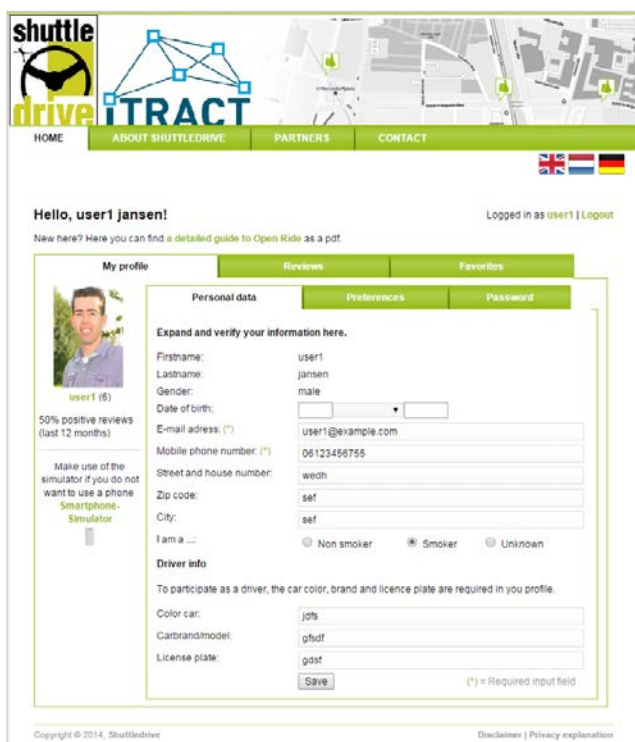 shuttle
drive
iTRACT
HOME ABOUT SHUTTLEDRIVE PARTNERS CONTACT
Hello, user1 jansen!
Logged in as user1 | Logout
New here? Here you can find a detailed guide to Open Ride as a pdf.
My profile Reviews Favorites
Personal data Preferences Password
user1 (6)
50% positive reviews
(last 12 months)
Make use of the
simulator if you do not
want to use a phone
Smartphone-
Simulator
Expand and verify your information here.
Firstname: user1
Lastname: jansen
Gender: male
Date of birth:
E-mail adress: (*) user1@example.com
Mobile phone number: (*) 06123456755
Street and house number: wedh
Zip code: sef
City: sef
I am a ...: Non smoker Smoker Unknown
Driver info
To participate as a driver, the car color, brand and licence plate are required in you profile.
Color car: jdfs
Carbrand/model: gfsdf
License plate: gdsf
Save (*) = Required input field
Copyright © 2014, Shuttledrive Disclaimer | Privacy explanation